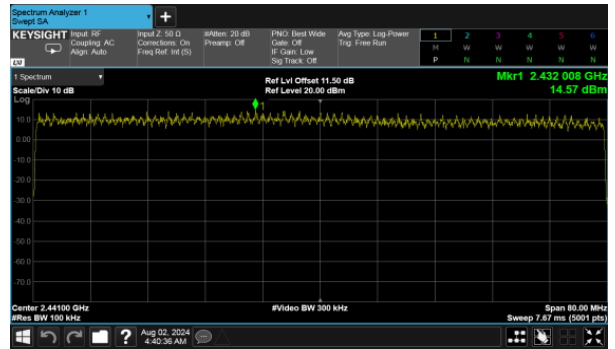 Spectrum Analyzer 1
Swept SA
+
KEYSIGHT Input: RF Input Z: 50 Ω #Atten: 20 dB PNO: Best Wide Avg Type: Log-Power 1 2 3 4 5 6
Coupling: AC Corrections: On Preamp: Off Gate: Off Trig: Free Run M W W W W W
Align: Auto Freq Ref: Int (S) IF Gain: Low P N N N N N
Sig Track: Off
LXI
1 Spectrum Ref Lvl Offset 11.50 dB Mkr1 2.432 008 GHz
Scale/Div 10 dB Ref Level 20.00 dBm 14.57 dBm
Log
1
10.0
0.00
-10.0
-20.0
-30.0
-40.0
-50.0
-60.0
-70.0
Center 2.44100 GHz #Video BW 300 kHz Span 80.00 MHz
#Res BW 100 kHz Sweep 7.67 ms (5001 pts)
? Aug 02, 2024
4:40:36 AM